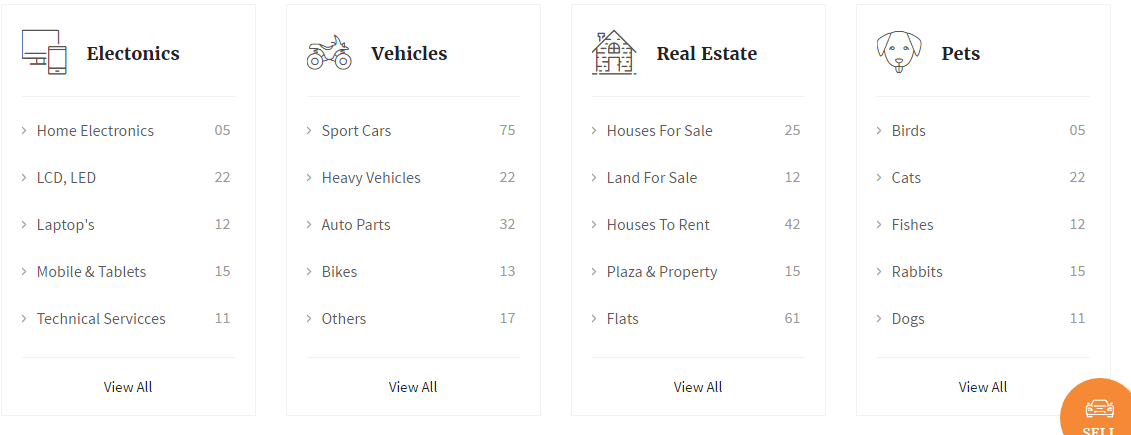 Electonics
Home Electronics 05
LCD, LED 22
Laptop's 12
Mobile & Tablets 15
Technical Servicces 11
View All
Vehicles
Sport Cars 75
Heavy Vehicles 22
Auto Parts 32
Bikes 13
Others 17
View All
Real Estate
Houses For Sale 25
Land For Sale 12
Houses To Rent 42
Plaza & Property 15
Flats 61
View All
Pets
Birds 05
Cats 22
Fishes 12
Rabbits 15
Dogs 11
View All
SELL